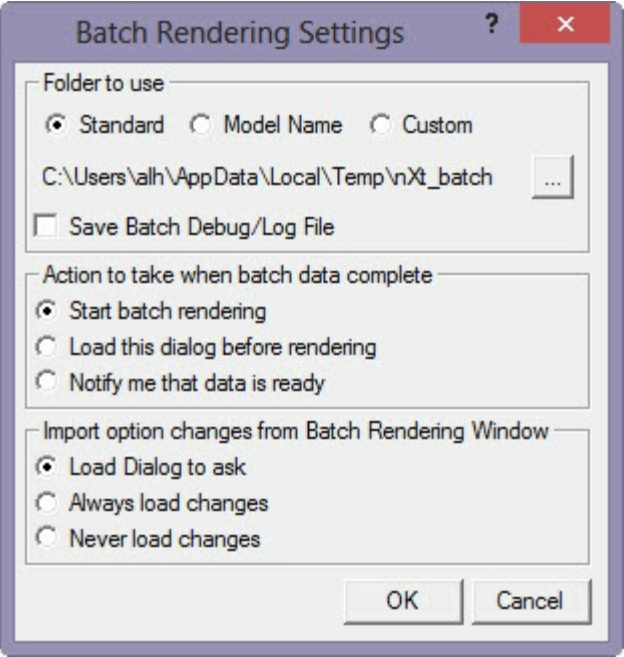 Batch Rendering Settings ?
Folder to use
Standard Model Name Custom
C:\Users\alh\AppData\Local\Temp\nXt_batch ...
Save Batch Debug/Log File
Action to take when batch data complete
Start batch rendering
Load this dialog before rendering
Notify me that data is ready
Import option changes from Batch Rendering Window
Load Dialog to ask
Always load changes
Never load changes
OK Cancel